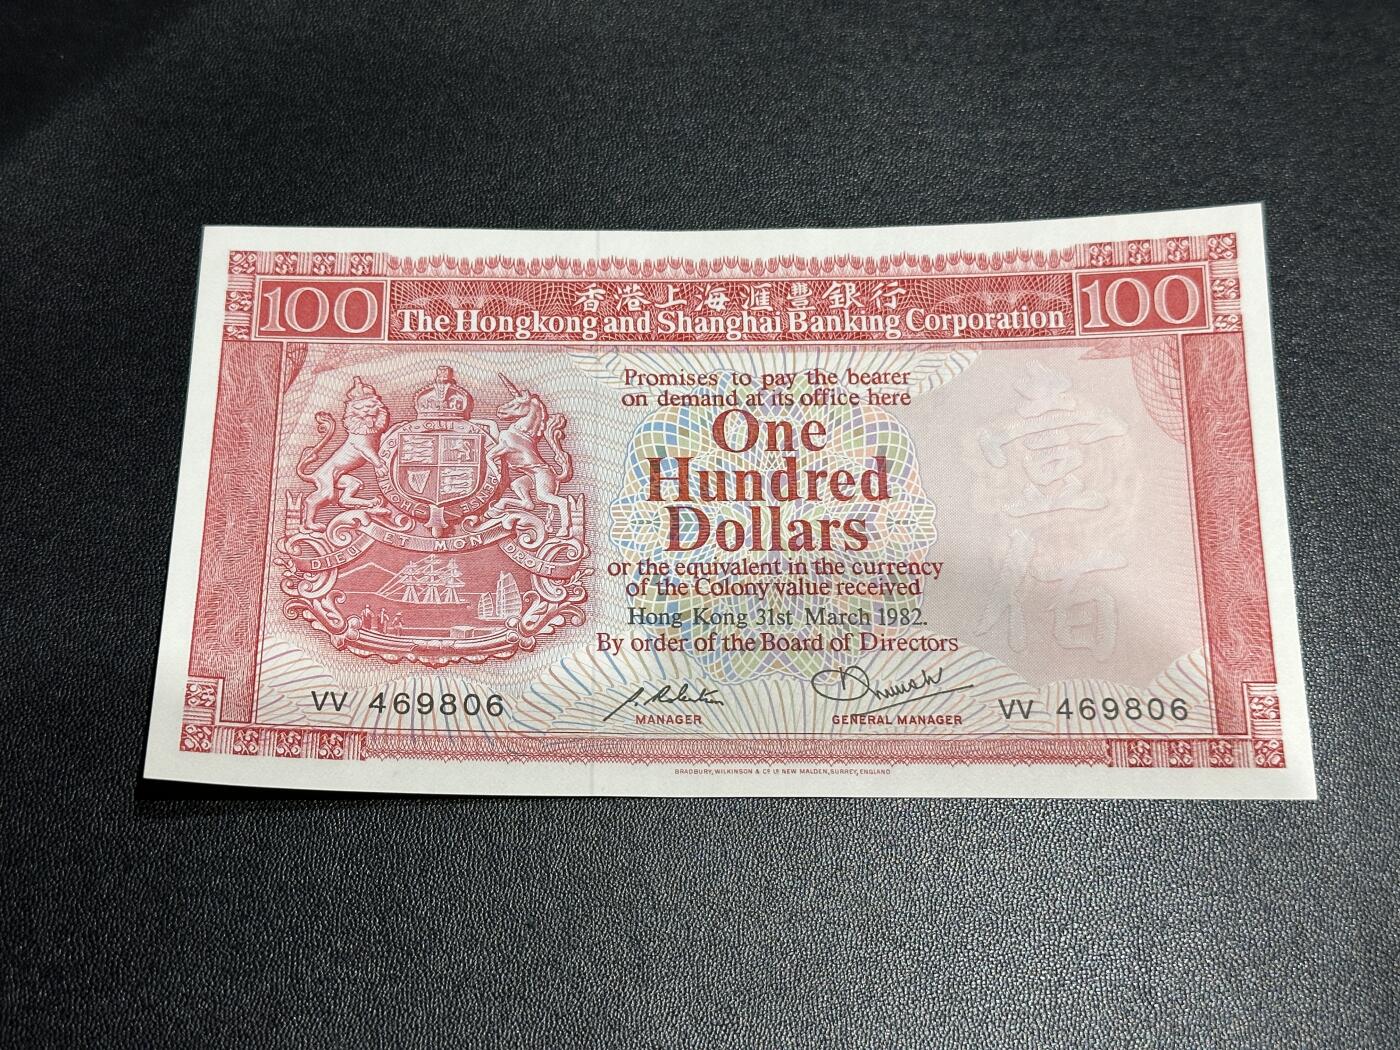 100
香港上海滙豐銀行
100
The Hongkong and Shanghai Banking Corporation
Promises to pay the bearer
on demand at its office here
One
Hundred
Dollars
or the equivalent in the currency
of the Colony value received
Hong Kong 31st March 1982.
By order of the Board of Directors
壹
佰
DIEU ET MON DROIT
VV 469806
MANAGER
GENERAL MANAGER
VV 469806
BRADBURY, WILKINSON & Cº Lᴰ NEW MALDEN, SURREY, ENGLAND